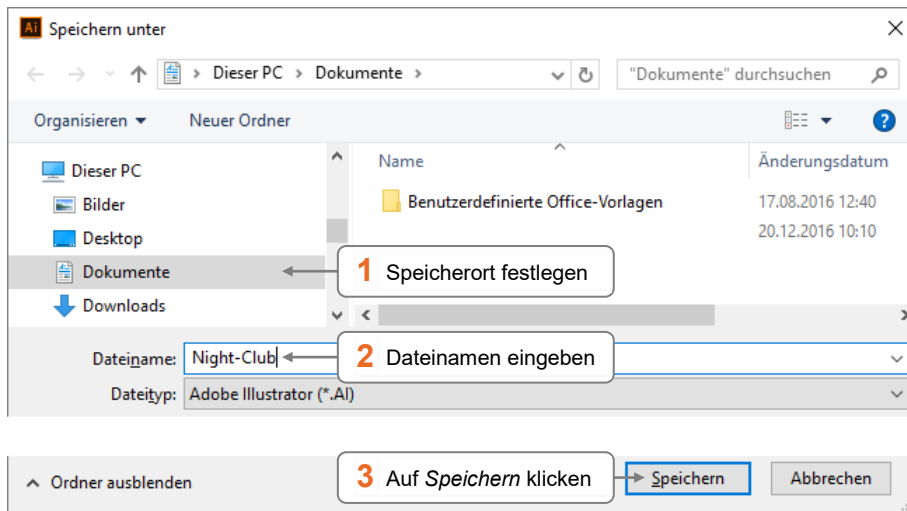 Ai Speichern unter
Dieser PC > Dokumente > "Dokumente" durchsuchen
Organisieren Neuer Ordner ?
Dieser PC Name Änderungsdatum
Bilder Benutzerdefinierte Office-Vorlagen 17.08.2016 12:40
Desktop 20.12.2016 10:10
Dokumente 1 Speicherort festlegen
Downloads
Dateiname: Night-Club 2 Dateinamen eingeben
Dateityp: Adobe Illustrator (*.AI)
Ordner ausblenden 3 Auf Speichern klicken Speichern Abbrechen